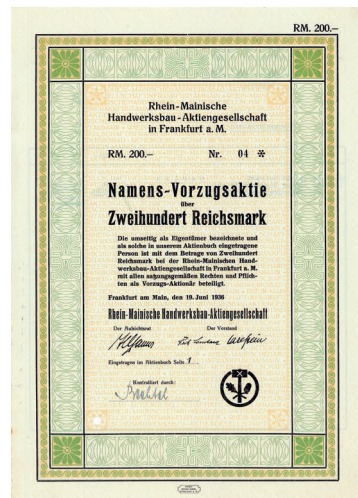 RM. 200.–
Rhein-Mainische
Handwerksbau-Aktiengesellschaft
in Frankfurt a. M.
RM. 200.– Nr. 04 *
Namens-Vorzugsaktie
über
Zweihundert Reichsmark
Die umseitig als Eigentümer bezeichnete und
als solche in unserem Aktienbuch eingetragene
Person ist mit dem Betrage von Zweihundert
Reichsmark bei der Rhein-Mainischen Hand-
werksbau-Aktiengesellschaft in Frankfurt a. M.
mit allen satzungsgemäßen Rechten und Pflich-
ten als Vorzugs-Aktionär beteiligt.
Frankfurt am Main, den 19. Juni 1936
Rhein-Mainische Handwerksbau-Aktiengesellschaft
Der Aufsichtsrat Der Vorstand
Eingetragen im Aktienbuch Seite 1
Kontrolliert durch: